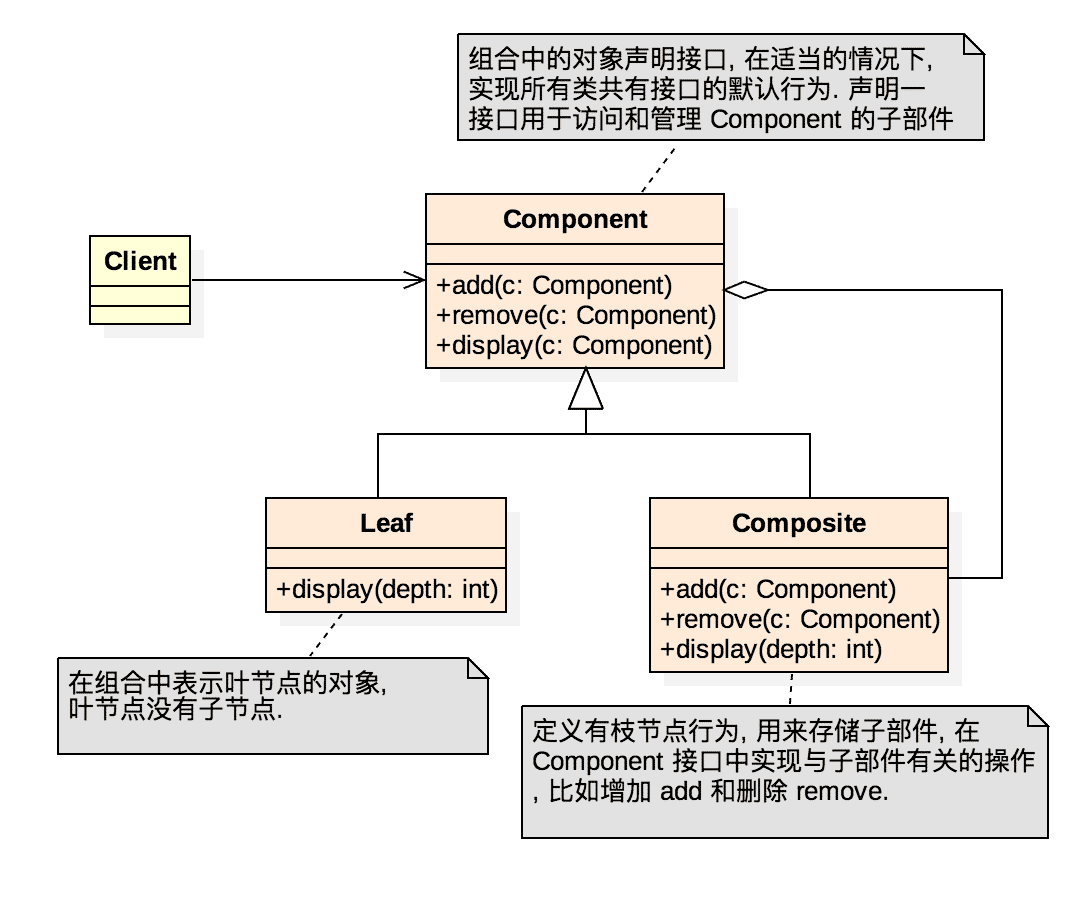 组合中的对象声明接口, 在适当的情况下,
实现所有类共有接口的默认行为. 声明一
接口用于访问和管理 Component 的子部件
Component
+add(c: Component)
+remove(c: Component)
+display(c: Component)
Client
Leaf
+display(depth: int)
Composite
+add(c: Component)
+remove(c: Component)
+display(depth: int)
在组合中表示叶节点的对象,
叶节点没有子节点.
定义有枝节点行为, 用来存储子部件, 在
Component 接口中实现与子部件有关的操作
, 比如增加 add 和删除 remove.